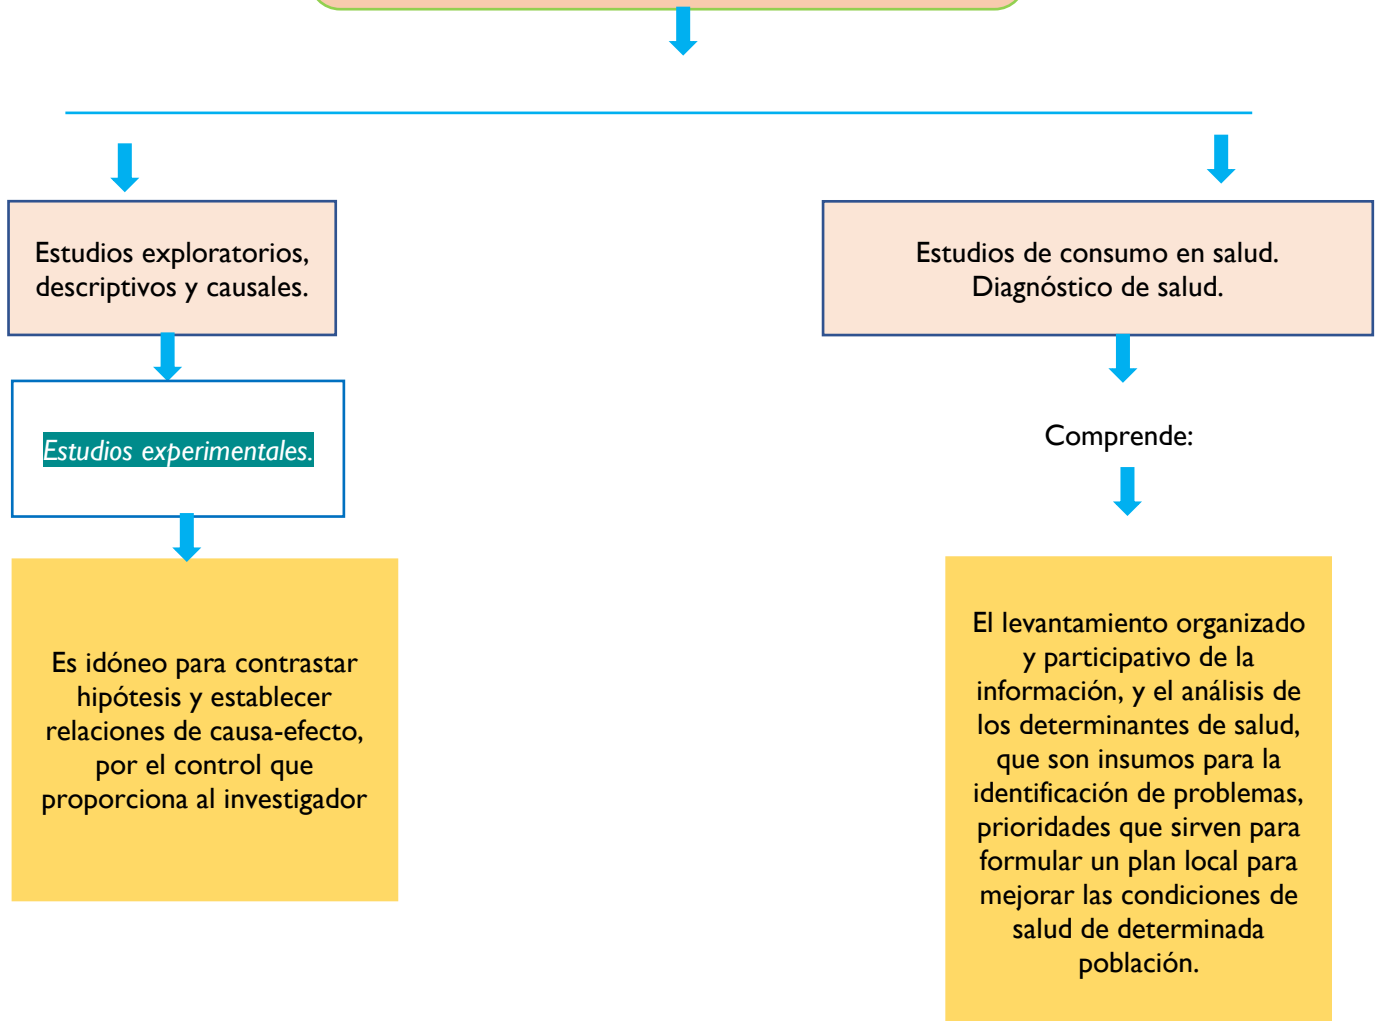 Estudios exploratorios,
descriptivos y causales.
Estudios experimentales.
Es idóneo para contrastar
hipótesis y establecer
relaciones de causa-efecto,
por el control que
proporciona al investigador
Estudios de consumo en salud.
Diagnóstico de salud.
Comprende:
El levantamiento organizado
y participativo de la
información, y el análisis de
los determinantes de salud,
que son insumos para la
identificación de problemas,
prioridades que sirven para
formular un plan local para
mejorar las condiciones de
salud de determinada
población.